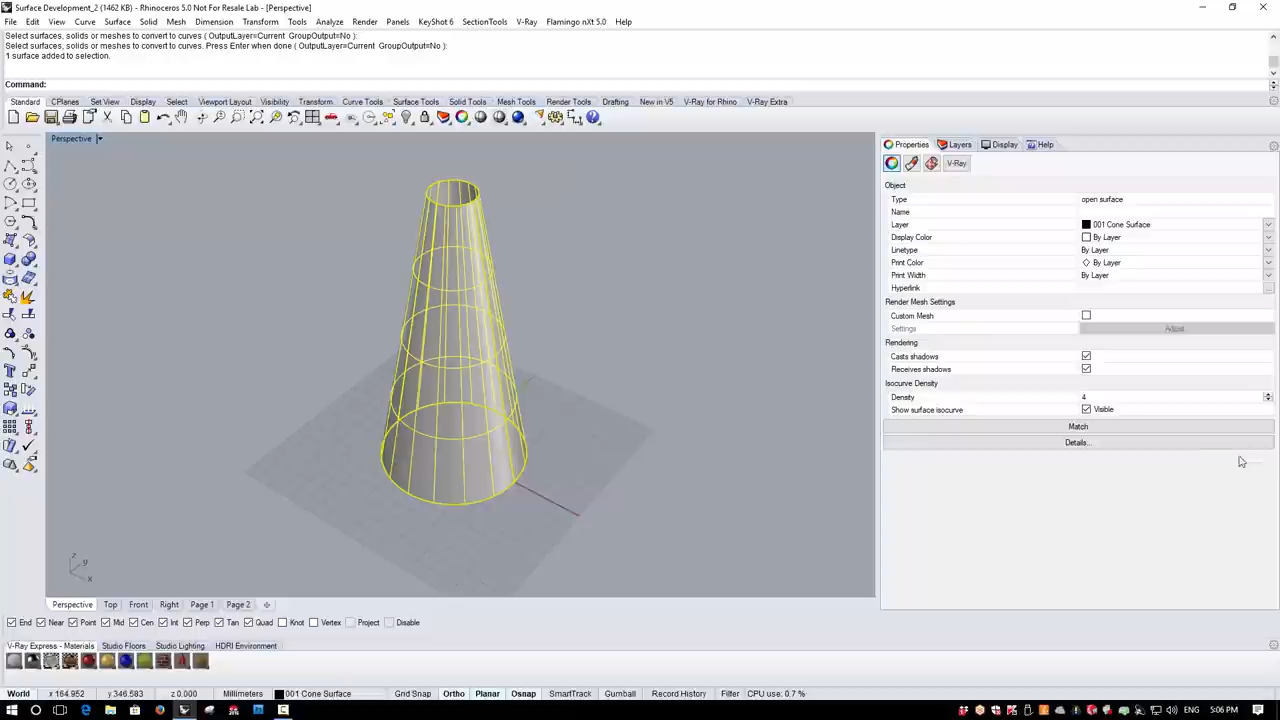 Surface Development_2 (1462 KB) - Rhinoceros 5.0 Not For Resale Lab - [Perspective]
File Edit View Curve Surface Solid Mesh Dimension Transform Tools Analyze Render Panels KeyShot 6 SectionTools V-Ray Flamingo nXt 5.0 Help
Select surfaces, solids or meshes to convert to curves ( OutputLayer=Current GroupOutput=No ):
Select surfaces, solids or meshes to convert to curves. Press Enter when done ( OutputLayer=Current GroupOutput=No ):
1 surface added to selection.
Command:
Standard CPlanes Set View Display Select Viewport Layout Visibility Transform Curve Tools Surface Tools Solid Tools Mesh Tools Render Tools Drafting New in V5 V-Ray for Rhino V-Ray Extra
Perspective
Properties Layers Display Help
V-Ray
Object
Type open surface
Name
Layer 001 Cone Surface
Display Color By Layer
Linetype By Layer
Print Color By Layer
Print Width By Layer
Hyperlink ...
Render Mesh Settings
Custom Mesh
Settings Adjust
Rendering
Casts shadows
Receives shadows
Isocurve Density
Density 4
Show surface isocurve Visible
Match
Details...
z
y
x
Perspective Top Front Right Page 1 Page 2
End Near Point Mid Cen Int Perp Tan Quad Knot Vertex Project Disable
V-Ray Express - Materials Studio Floors Studio Lighting HDRI Environment
World x 164.952 y 346.583 z 0.000 Millimeters 001 Cone Surface Grid Snap Ortho Planar Osnap SmartTrack Gumball Record History Filter CPU use: 0.7 %
5:06 PM